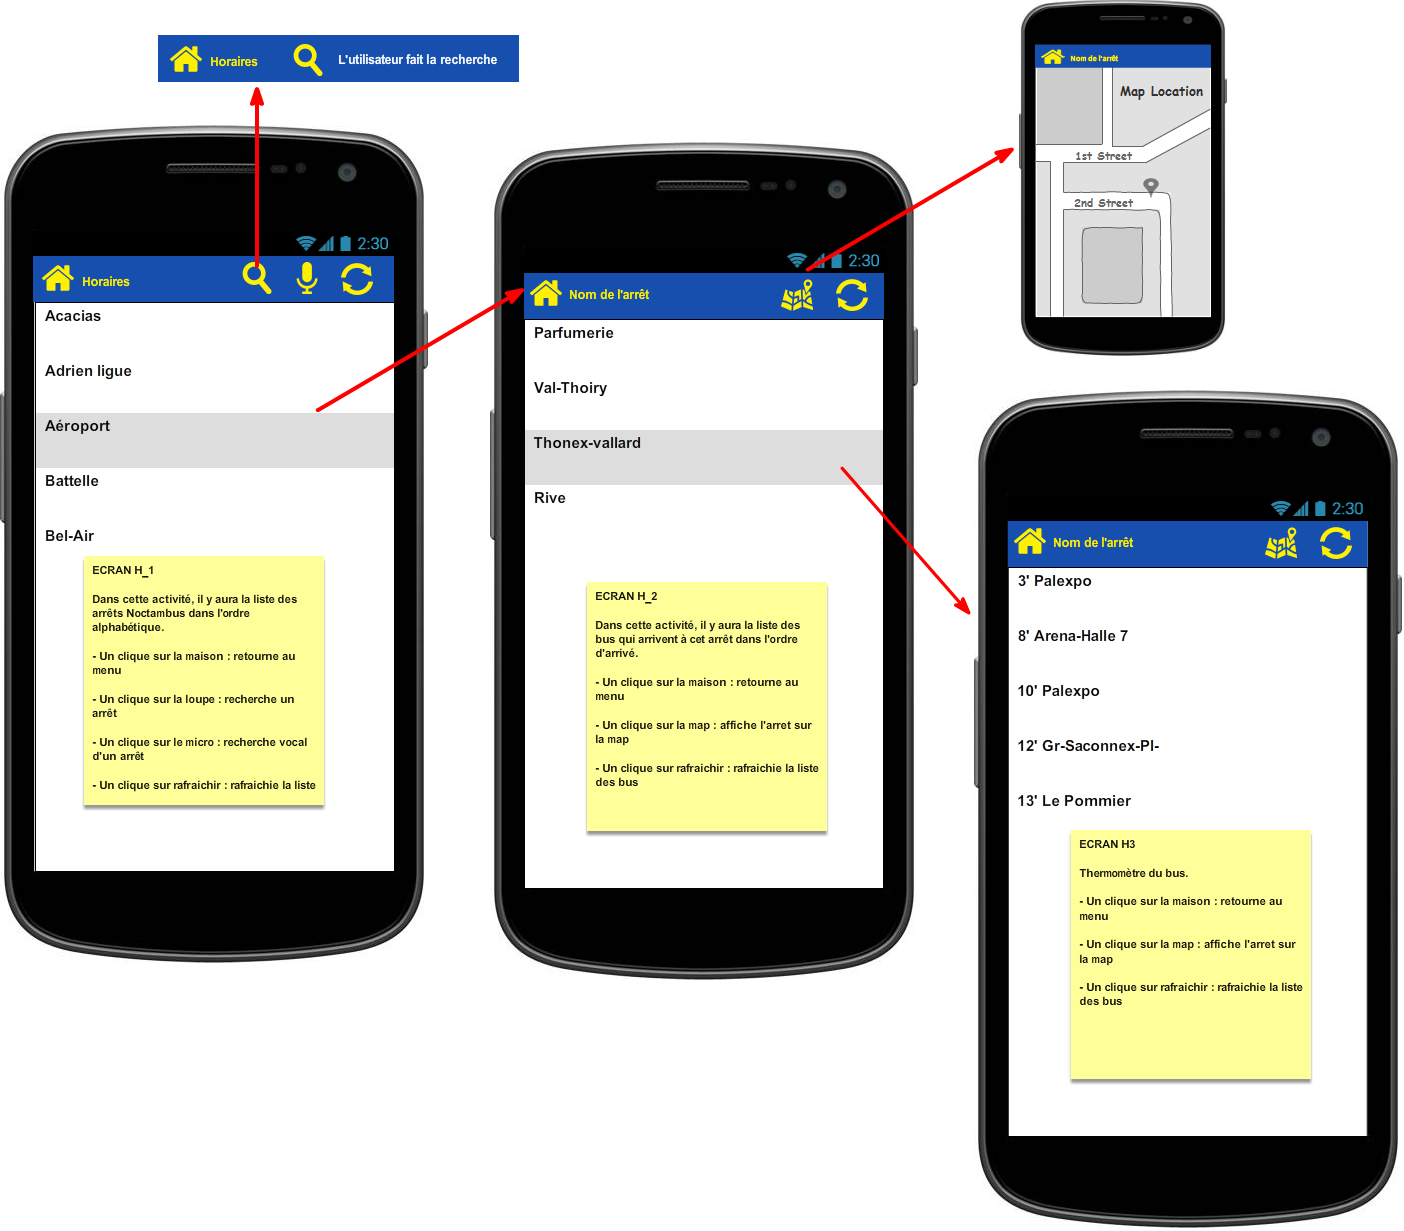 Horaires
L'utilisateur fait la recherche
2:30
Horaires
Acacias
Adrien ligue
Aéroport
Battelle
Bel-Air
ECRAN H_1
Dans cette activité, il y aura la liste des
arrêts Noctambus dans l'ordre
alphabétique.
- Un clique sur la maison : retourne au
menu
- Un clique sur la loupe : recherche un
arrêt
- Un clique sur le micro : recherche vocal
d'un arrêt
- Un clique sur rafraichir : rafraichie la liste
2:30
Nom de l'arrêt
Parfumerie
Val-Thoiry
Thonex-vallard
Rive
ECRAN H_2
Dans cette activité, il y aura la liste des
bus qui arrivent à cet arrêt dans l'ordre
d'arrivé.
- Un clique sur la maison : retourne au
menu
- Un clique sur la map : affiche l'arret sur
la map
- Un clique sur rafraichir : rafraichie la liste
des bus
Nom de l'arrêt
Map Location
1st Street
2nd Street
2:30
Nom de l'arrêt
3' Palexpo
8' Arena-Halle 7
10' Palexpo
12' Gr-Saconnex-Pl-
13' Le Pommier
ECRAN H3
Thermomètre du bus.
- Un clique sur la maison : retourne au
menu
- Un clique sur la map : affiche l'arret sur
la map
- Un clique sur rafraichir : rafraichie la liste
des bus